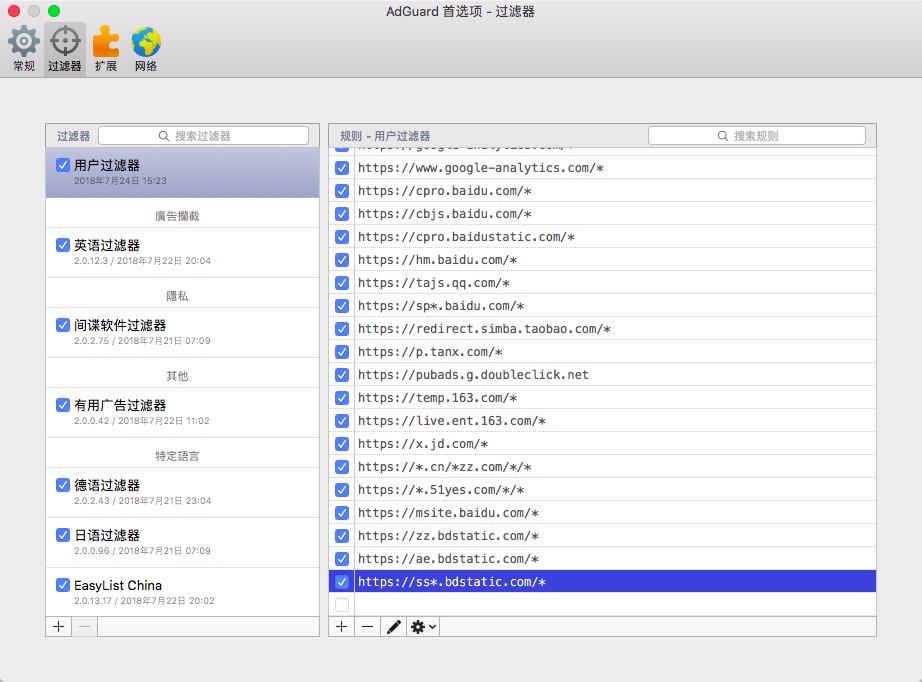 AdGuard 首选项 - 过滤器
常规
过滤器
扩展
网络
过滤器
搜索过滤器
用户过滤器
2018年7月24日 15:23
廣告攔截
英语过滤器
2.0.12.3 / 2018年7月22日 20:04
隱私
间谍软件过滤器
2.0.2.75 / 2018年7月21日 07:09
其他
有用广告过滤器
2.0.0.42 / 2018年7月22日 11:02
特定語言
德语过滤器
2.0.2.43 / 2018年7月21日 23:04
日语过滤器
2.0.0.96 / 2018年7月21日 07:09
EasyList China
2.0.13.17 / 2018年7月22日 20:02
规则 - 用户过滤器
搜索规则
https://www.google-analytics.com/*
https://cpro.baidu.com/*
https://cbjs.baidu.com/*
https://cpro.baidustatic.com/*
https://hm.baidu.com/*
https://tajs.qq.com/*
https://sp*.baidu.com/*
https://redirect.simba.taobao.com/*
https://p.tanx.com/*
https://pubads.g.doubleclick.net
https://temp.163.com/*
https://live.ent.163.com/*
https://x.jd.com/*
https://*.cn/*zz.com/*/*
https://*.51yes.com/*/*
https://msite.baidu.com/*
https://zz.bdstatic.com/*
https://ae.bdstatic.com/*
https://ss*.bdstatic.com/*